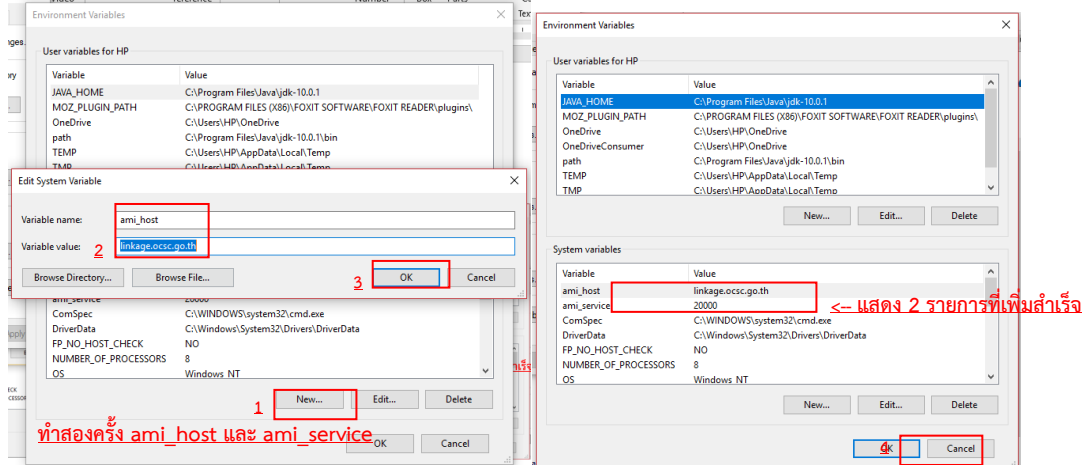 Environment Variables
User variables for HP
Variable Value
JAVA_HOME C:\Program Files\Java\jdk-10.0.1
MOZ_PLUGIN_PATH C:\PROGRAM FILES (X86)\FOXIT SOFTWARE\FOXIT READER\plugins\
OneDrive C:\Users\HP\OneDrive
path C:\Program Files\Java\jdk-10.0.1\bin
TEMP C:\Users\HP\AppData\Local\Temp
TMP C:\Users\HP\AppData\Local\Temp
Edit System Variable
Variable name: ami_host
Variable value: linkage.ocsc.go.th
2
Browse Directory... Browse File... 3 OK Cancel
ami_service 20000
ComSpec C:\WINDOWS\system32\cmd.exe
DriverData C:\Windows\System32\Drivers\DriverData
FP_NO_HOST_CHECK NO
NUMBER_OF_PROCESSORS 8
OS Windows NT
1 New... Edit... Delete
ทำสองครั้ง ami_host และ ami_service
OK Cancel
Environment Variables
User variables for HP
Variable Value
JAVA_HOME C:\Program Files\Java\jdk-10.0.1
MOZ_PLUGIN_PATH C:\PROGRAM FILES (X86)\FOXIT SOFTWARE\FOXIT READER\plugins\
OneDrive C:\Users\HP\OneDrive
OneDriveConsumer C:\Users\HP\OneDrive
path C:\Program Files\Java\jdk-10.0.1\bin
TEMP C:\Users\HP\AppData\Local\Temp
TMP C:\Users\HP\AppData\Local\Temp
New... Edit... Delete
System variables
Variable Value
ami_host linkage.ocsc.go.th
ami_service 20000
<-- แสดง 2 รายการที่เพิ่มสำเร็จ
ComSpec C:\WINDOWS\system32\cmd.exe
DriverData C:\Windows\System32\Drivers\DriverData
FP_NO_HOST_CHECK NO
NUMBER_OF_PROCESSORS 8
OS Windows NT
New... Edit... Delete
4 OK Cancel